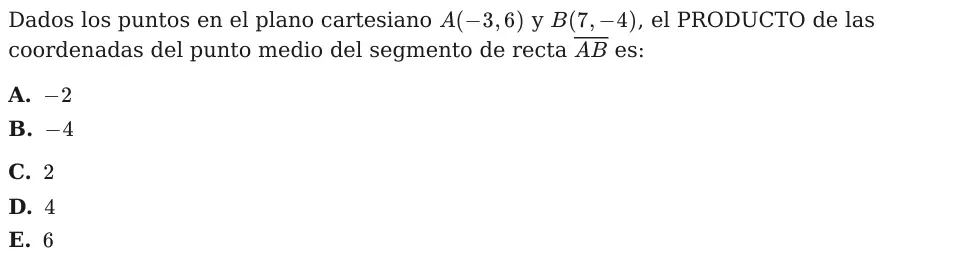 Dados los puntos en el plano cartesiano $A(-3, 6)$ y $B(7, -4)$, el PRODUCTO de las
coordenadas del punto medio del segmento de recta $\overline{AB}$ es:
A. $-2$
B. $-4$
C. $2$
D. $4$
E. $6$